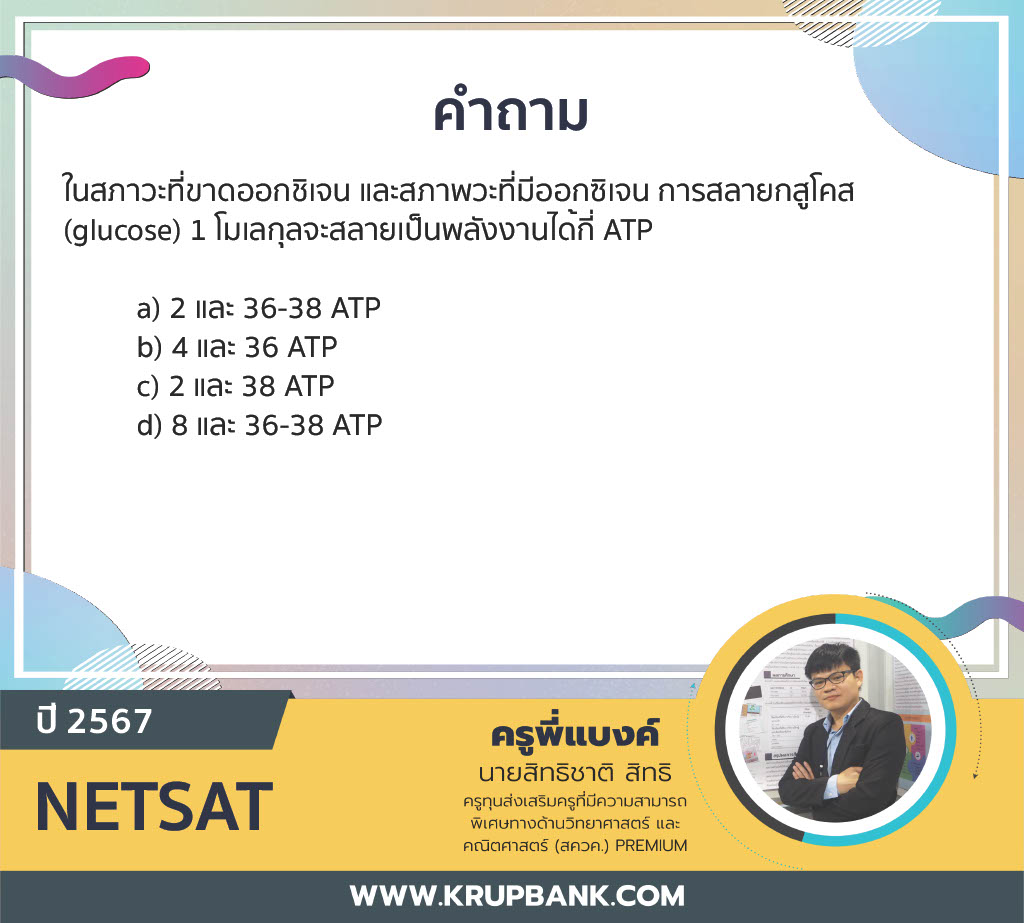 คำถาม
ในสภาวะที่ขาดออกชิเจน และสภาพวะที่มีออกซิเจน การสลายกสูโคส
(glucose) 1 โมเลกุลจะสลายเป็นพลังงานได้กี่ ATP
a) 2 และ 36-38 ATP
b) 4 และ 36 ATP
c) 2 และ 38 ATP
d) 8 และ 36-38 ATP
ปี 2567
NETSAT
ครูพี่แบงค์
นายสิทธิชาติ สิทธิ
ครูทุนส่งเสริมครูที่มีความสามารถ
พิเศษทางด้านวิทยาศาสตร์ และ
คณิตศาสตร์ (สควค.) PREMIUM
WWW.KRUPBANK.COM